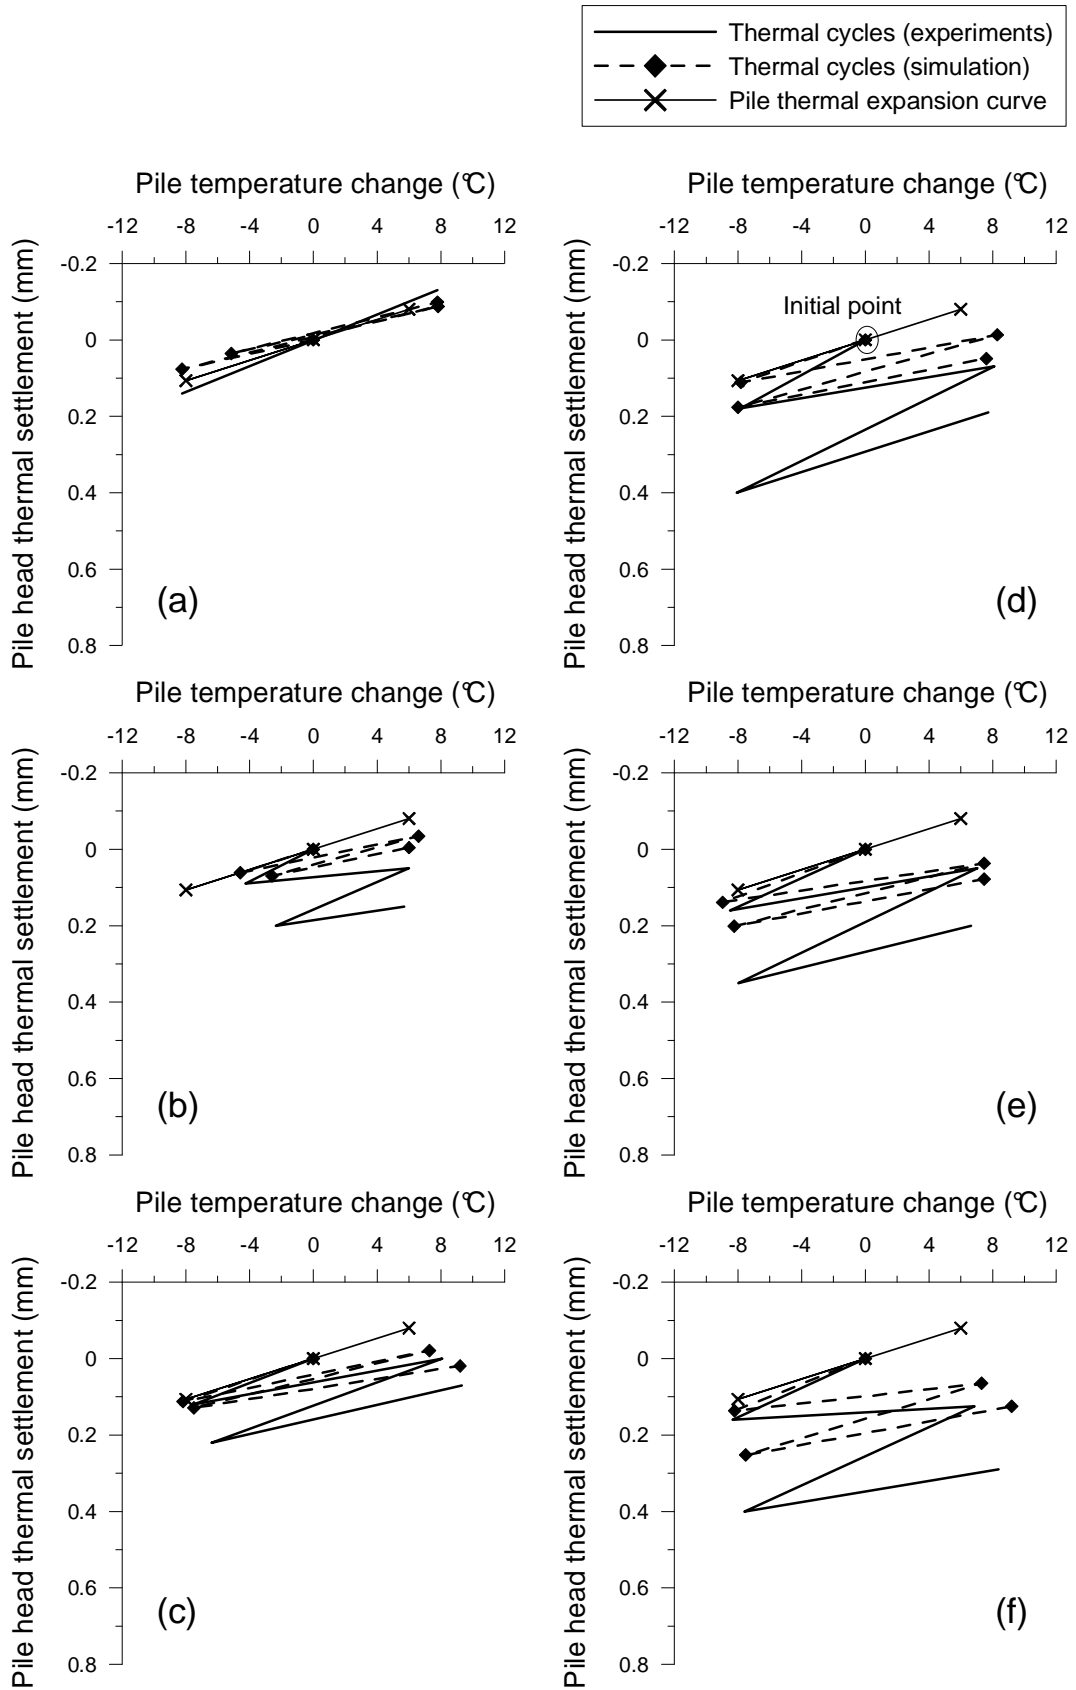 Thermal cycles (experiments)
Thermal cycles (simulation)
Pile thermal expansion curve
Pile temperature change (°C)
-12 -8 -4 0 4 8 12
Pile head thermal settlement (mm)
-0.2
0
0.2
0.4
0.6
0.8
(a)
Pile temperature change (°C)
-12 -8 -4 0 4 8 12
Pile head thermal settlement (mm)
-0.2
0
0.2
0.4
0.6
0.8
Initial point
(d)
Pile temperature change (°C)
-12 -8 -4 0 4 8 12
Pile head thermal settlement (mm)
-0.2
0
0.2
0.4
0.6
0.8
(b)
Pile temperature change (°C)
-12 -8 -4 0 4 8 12
Pile head thermal settlement (mm)
-0.2
0
0.2
0.4
0.6
0.8
(e)
Pile temperature change (°C)
-12 -8 -4 0 4 8 12
Pile head thermal settlement (mm)
-0.2
0
0.2
0.4
0.6
0.8
(c)
Pile temperature change (°C)
-12 -8 -4 0 4 8 12
Pile head thermal settlement (mm)
-0.2
0
0.2
0.4
0.6
0.8
(f)